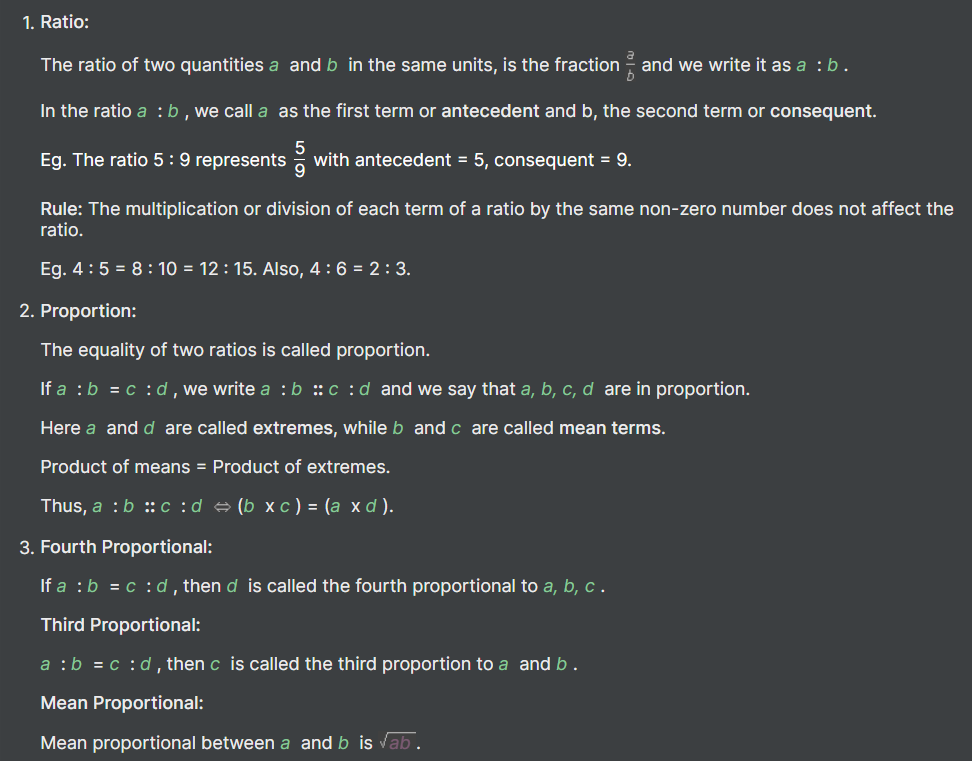 1. Ratio:
The ratio of two quantities a and b in the same units, is the fraction a/b and we write it as a : b .
In the ratio a : b , we call a as the first term or antecedent and b, the second term or consequent.
Eg. The ratio 5 : 9 represents 5/9 with antecedent = 5, consequent = 9.
Rule: The multiplication or division of each term of a ratio by the same non-zero number does not affect the
ratio.
Eg. 4 : 5 = 8 : 10 = 12 : 15. Also, 4 : 6 = 2 : 3.
2. Proportion:
The equality of two ratios is called proportion.
If a : b = c : d , we write a : b :: c : d and we say that a, b, c, d are in proportion.
Here a and d are called extremes, while b and c are called mean terms.
Product of means = Product of extremes.
Thus, a : b :: c : d ⇔ (b x c ) = (a x d ).
3. Fourth Proportional:
If a : b = c : d , then d is called the fourth proportional to a, b, c .
Third Proportional:
a : b = c : d , then c is called the third proportion to a and b .
Mean Proportional:
Mean proportional between a and b is √ab .